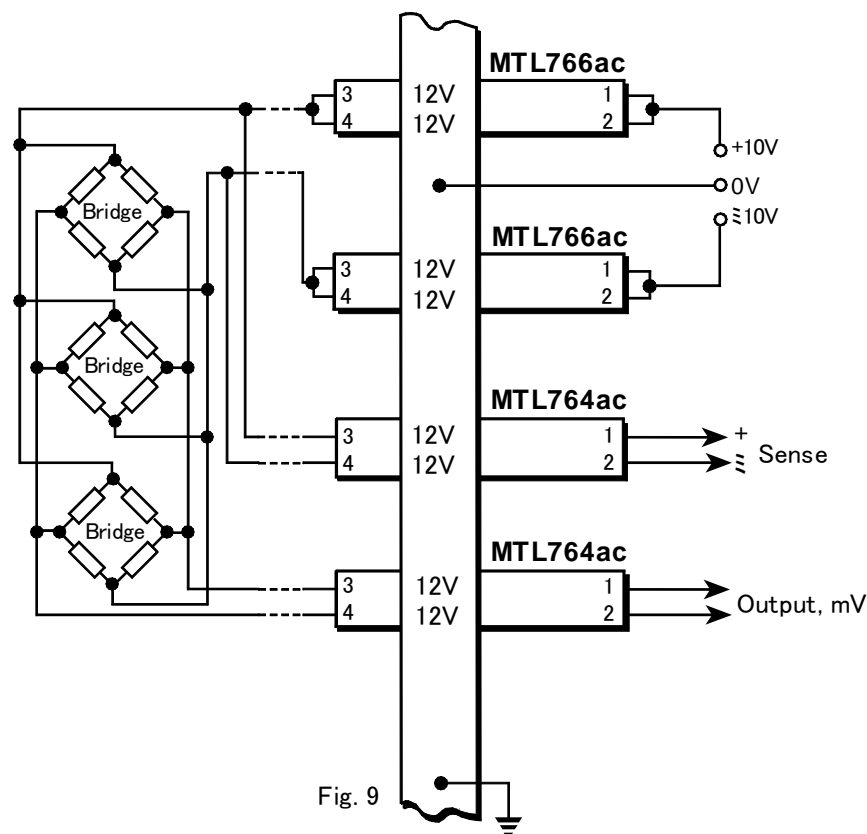 MTL766ac
3 12V 1
4 12V 2
+10V
0V
⋮10V
Bridge
MTL766ac
3 12V 1
4 12V 2
Bridge
MTL764ac
3 12V 1 +
4 12V 2 ⋮ Sense
Bridge
MTL764ac
3 12V 1
4 12V 2
Output, mV
Fig. 9